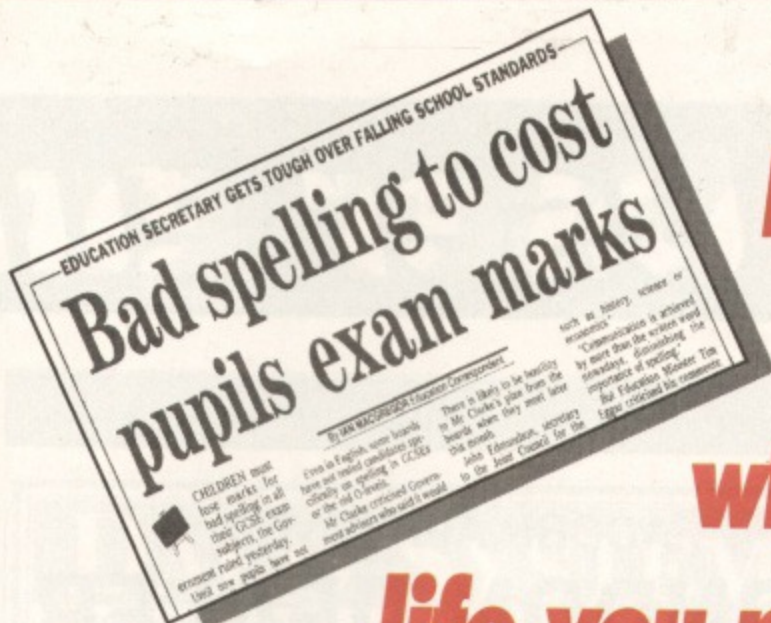 EDUCATION SECRETARY GETS TOUGH OVER FALLING SCHOOL STANDARDS
Bad spelling to cost
pupils exam marks
By IAN MACGREGOR Education Correspondent
CHILDREN must
lose marks for
bad spelling in all
their GCSE exam
subjects, the Gov-
ernment ruled yesterday.
Until now pupils have not
Even in English, some boards
have not tested candidates spe-
cifically on spelling in GCSEs
or the old O-levels.
Mr Clarke criticised Govern-
ment advisers who said it would
There is likely to be hostility
to Mr Clarke's plan from the
boards when they meet later
this month.
John Edmundson, secretary
to the Joint Council for the
such as history, science or
economics".
"Communication is achieved
by more than the written word
nowadays, diminishing the
importance of spelling."
But Education Minister Tim
Eggar criticised his comments
life you